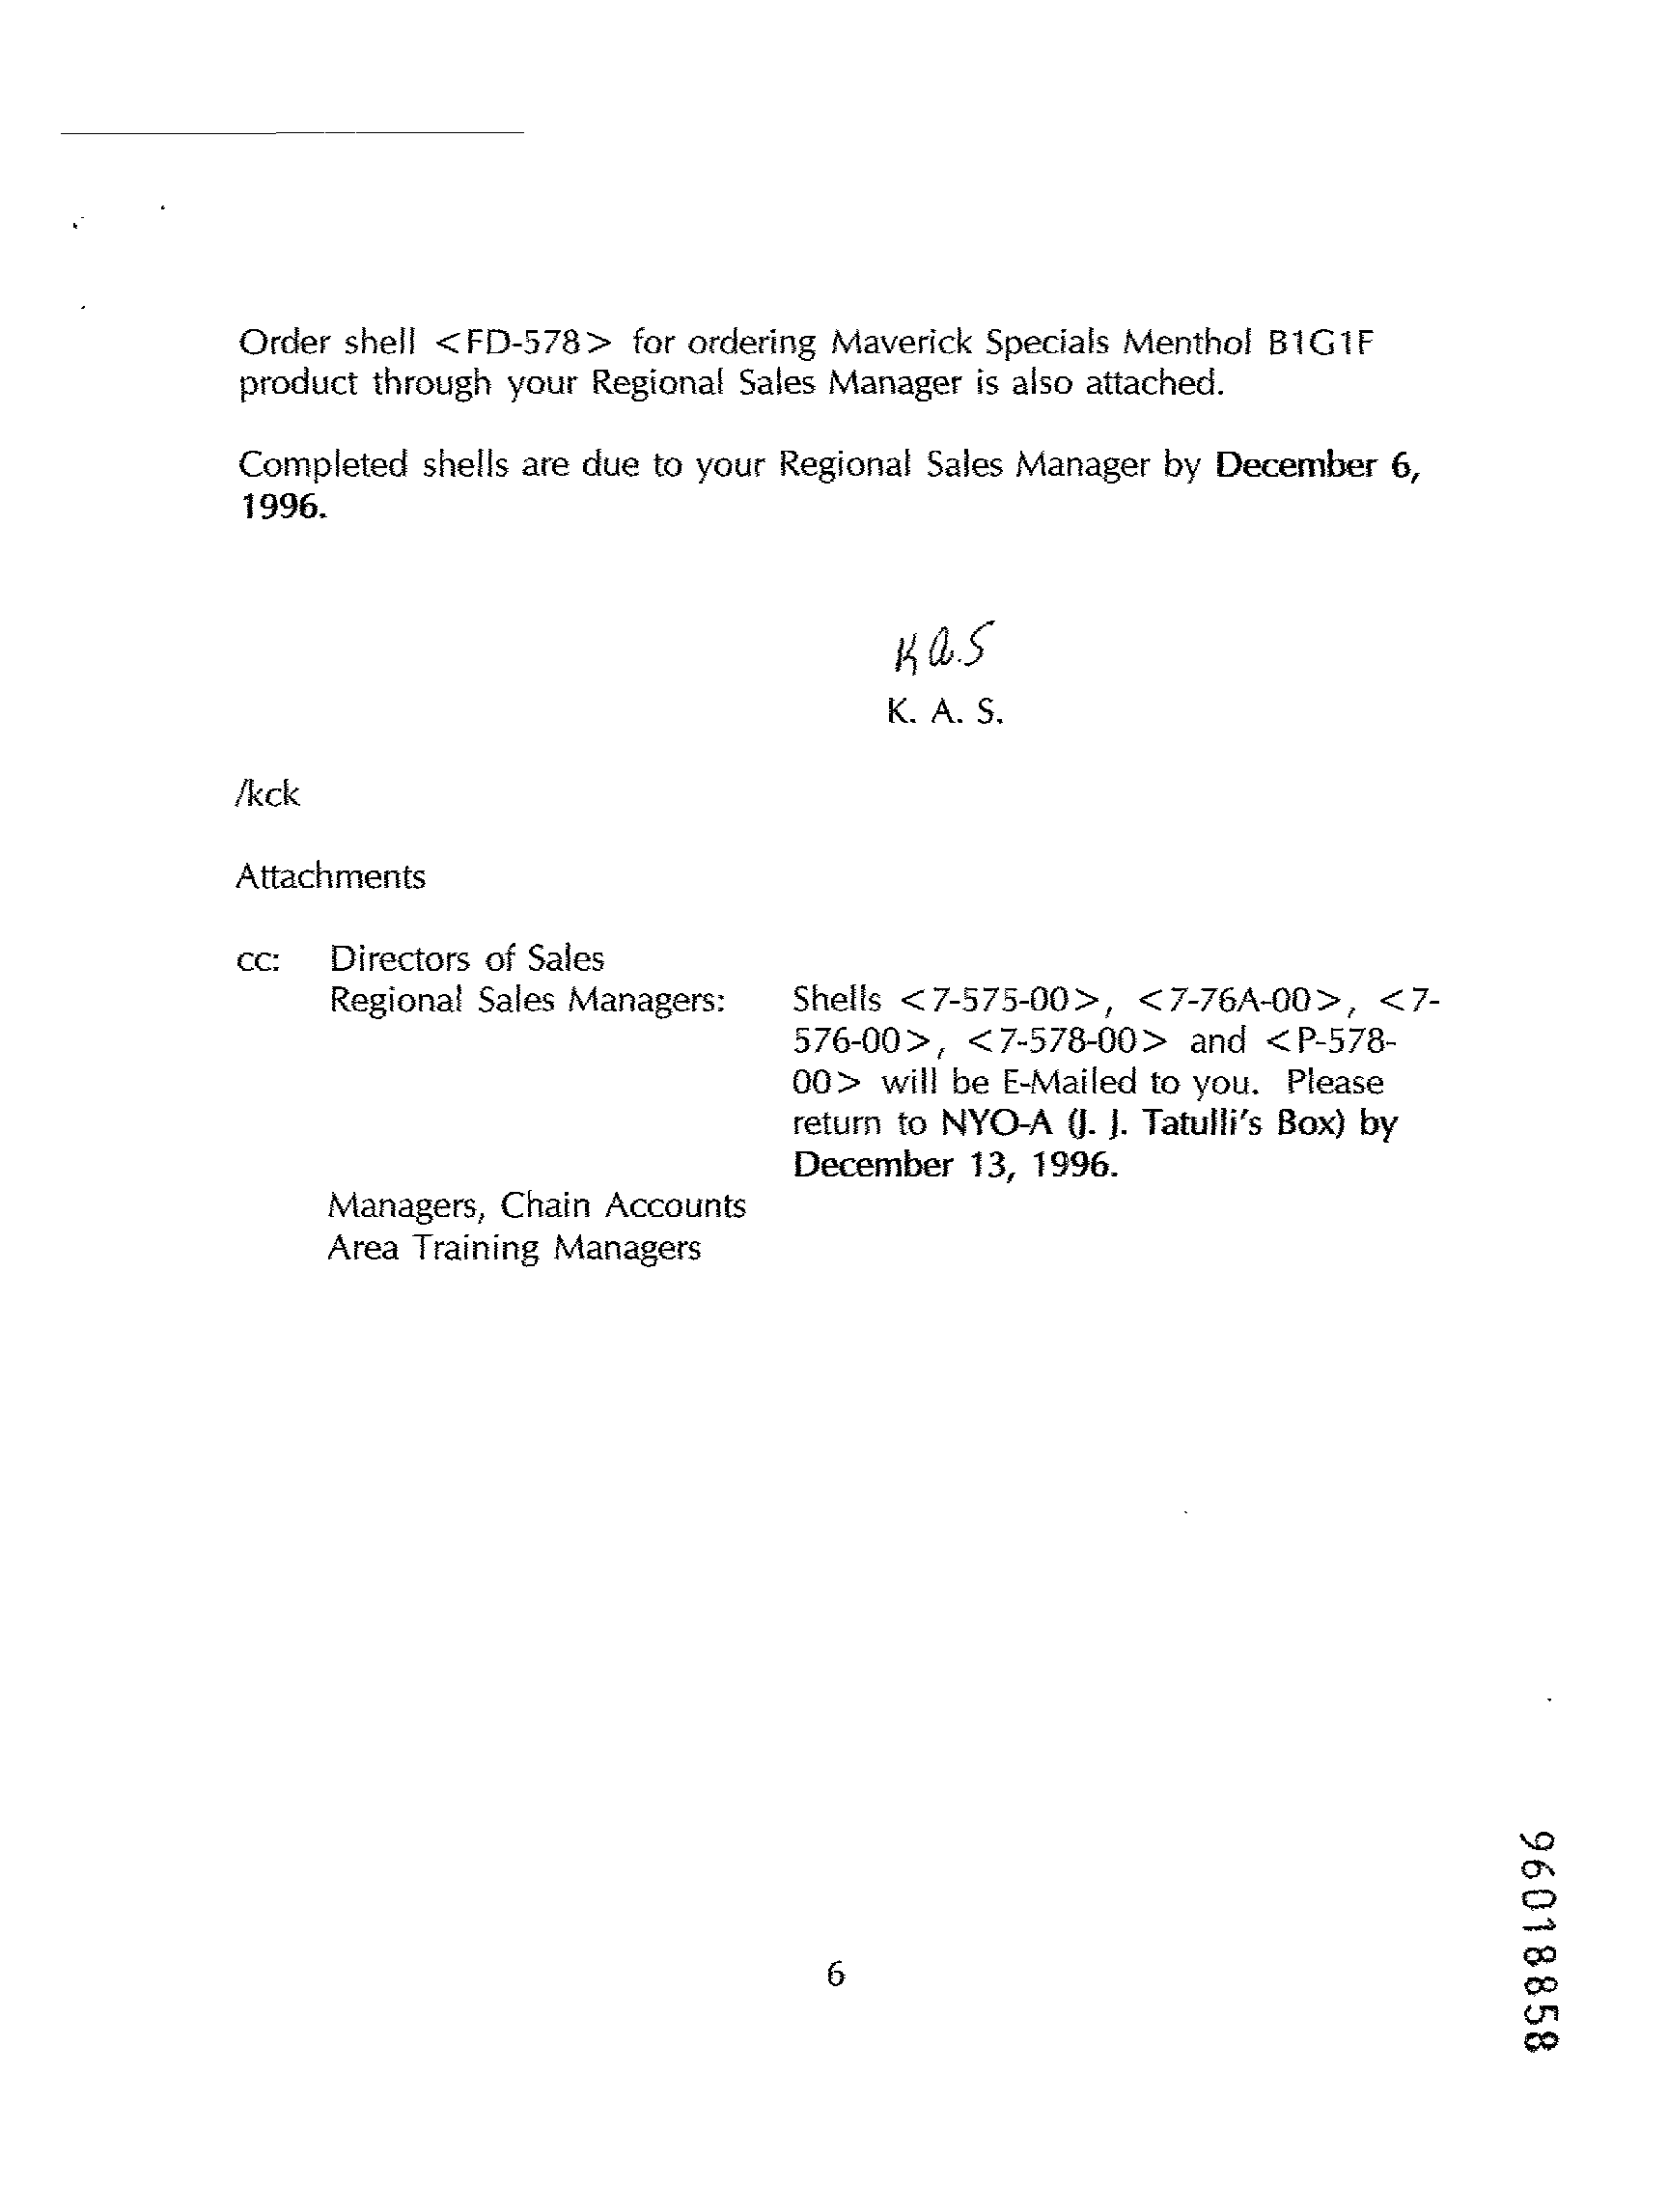 Order shell <FD-578> for ordering Maverick Specials Menthol B1G1F
product through your Regional Sales Manager is also attached.
Completed shells are due to your Regional Sales Manager by December 6,
1996.
K A.S
K. A. S.
/kck
Attachments
cc: Directors of Sales
Regional Sales Managers: Shells <7-575-00>, <7-76A-00>, <7-
576-00>, <7-578-00> and <P-578-
00> will be E-Mailed to you. Please
return to NYO-A (J. J. Tatulli's Box) by
December 13, 1996.
Managers, Chain Accounts
Area Training Managers
6
96018858